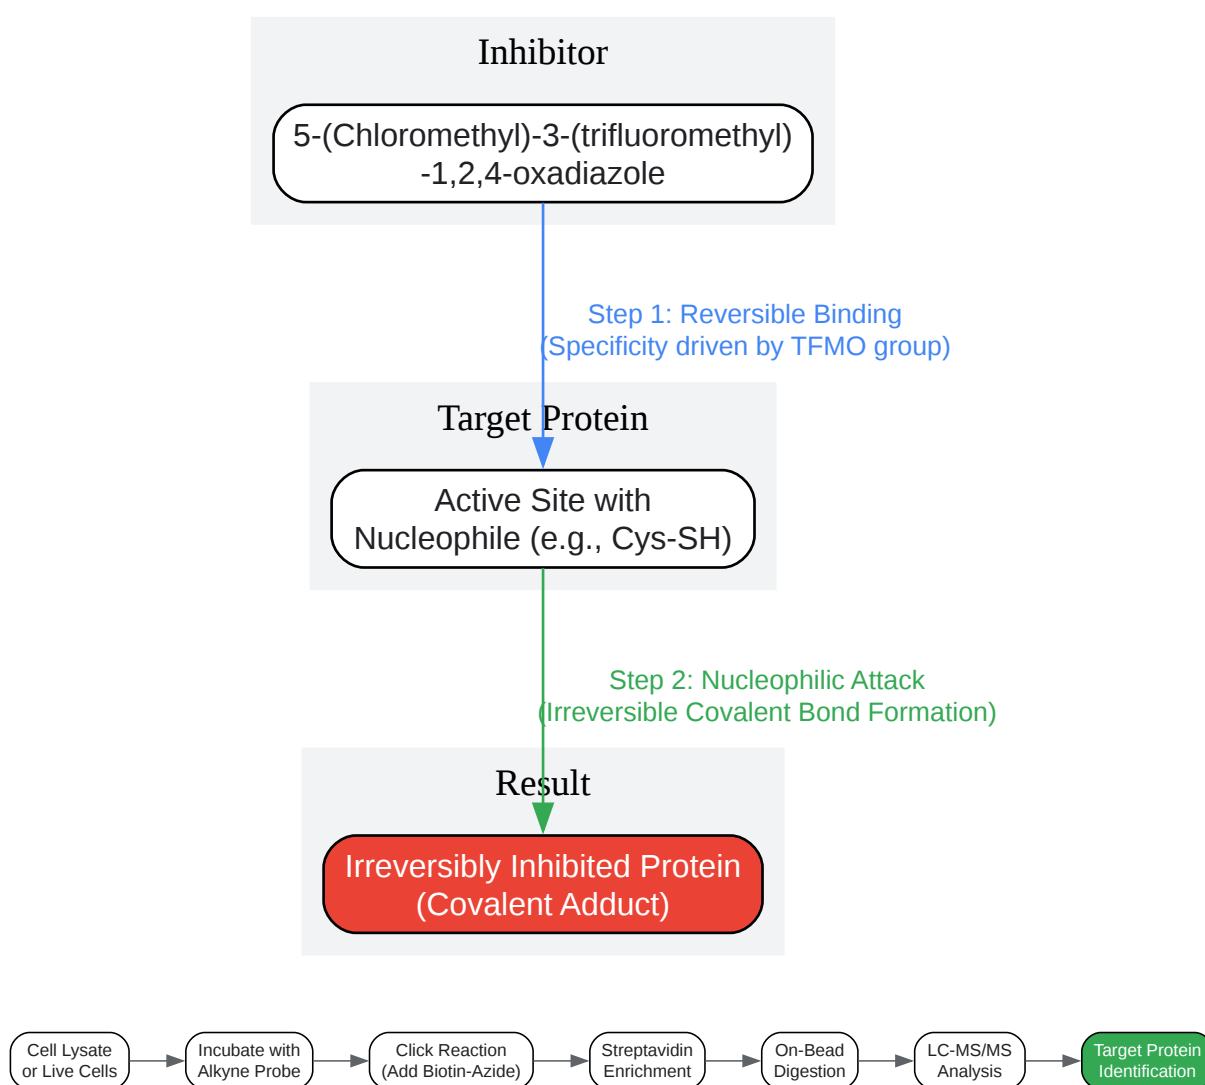 Inhibitor
5-(Chloromethyl)-3-(trifluoromethyl)
-1,2,4-oxadiazole
Step 1: Reversible Binding
(Specificity driven by TFMO group)
Target Protein
Active Site with
Nucleophile (e.g., Cys-SH)
Step 2: Nucleophilic Attack
(Irreversible Covalent Bond Formation)
Result
Irreversibly Inhibited Protein
(Covalent Adduct)
Cell Lysate
or Live Cells
Incubate with
Alkyne Probe
Click Reaction
(Add Biotin-Azide)
Streptavidin
Enrichment
On-Bead
Digestion
LC-MS/MS
Analysis
Target Protein
Identification